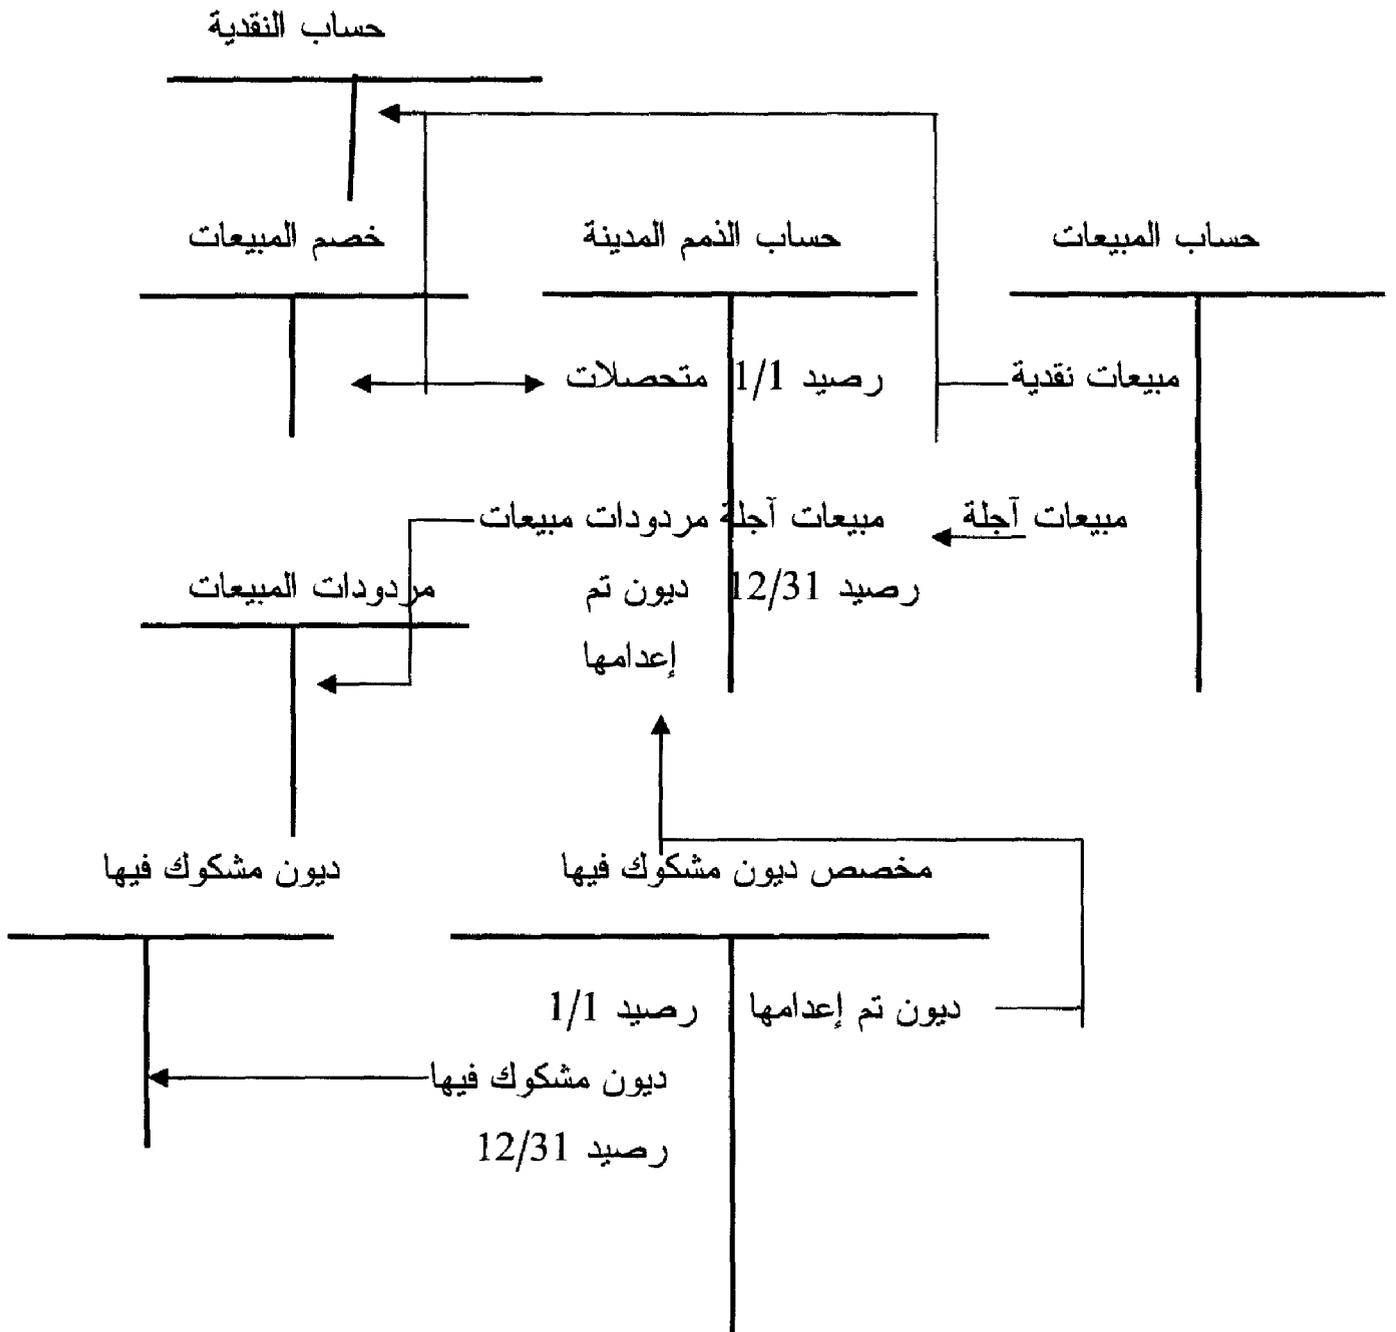 حساب النقدية
حساب المبيعات
حساب الذمم المدينة
خصم المبيعات
مبيعات نقدية
رصيد 1/1
متحصلات
مبيعات آجلة
مبيعات آجلة
مردودات مبيعات
رصيد 12/31
ديون تم
إعدامها
مردودات المبيعات
مخصص ديون مشكوك فيها
ديون مشكوك فيها
ديون تم إعدامها
رصيد 1/1
ديون مشكوك فيها
رصيد 12/31